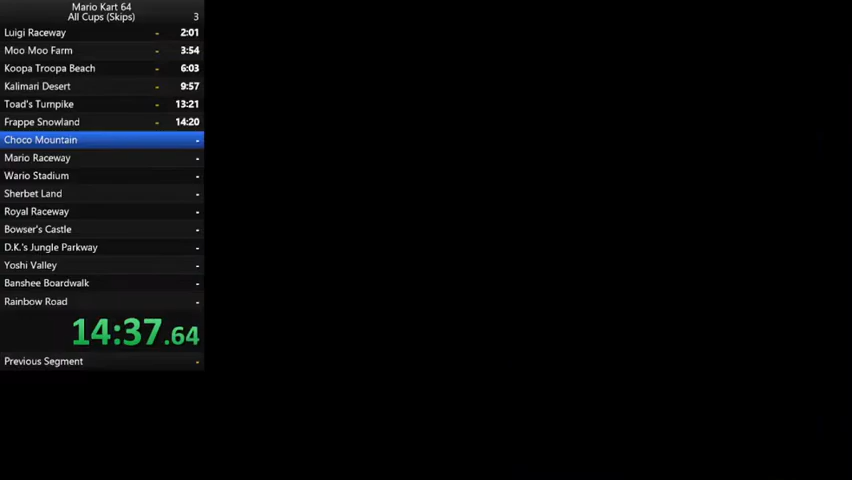 Mario Kart 64
All Cups (Skips) 3
Luigi Raceway - 2:01
Moo Moo Farm - 3:54
Koopa Troopa Beach - 6:03
Kalimari Desert - 9:57
Toad's Turnpike - 13:21
Frappe Snowland - 14:20
Choco Mountain -
Mario Raceway -
Wario Stadium -
Sherbet Land -
Royal Raceway -
Bowser's Castle -
D.K.'s Jungle Parkway -
Yoshi Valley -
Banshee Boardwalk -
Rainbow Road -
14:37.64
Previous Segment -